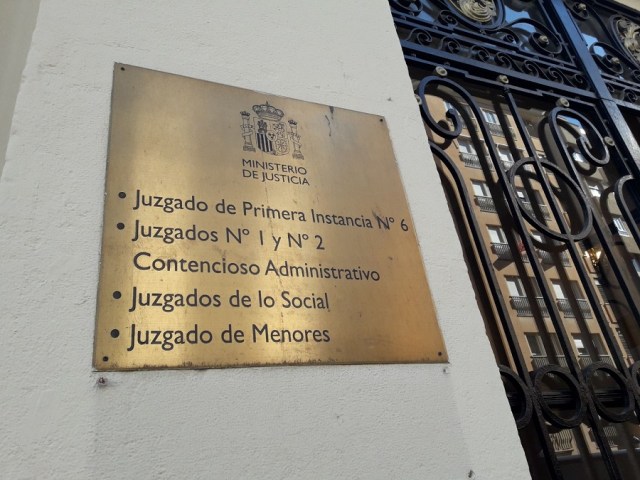 MINISTERIO
DE JUSTICIA
• Juzgado de Primera Instancia Nº 6
• Juzgados Nº 1 y Nº 2
Contencioso Administrativo
• Juzgados de lo Social
• Juzgado de Menores